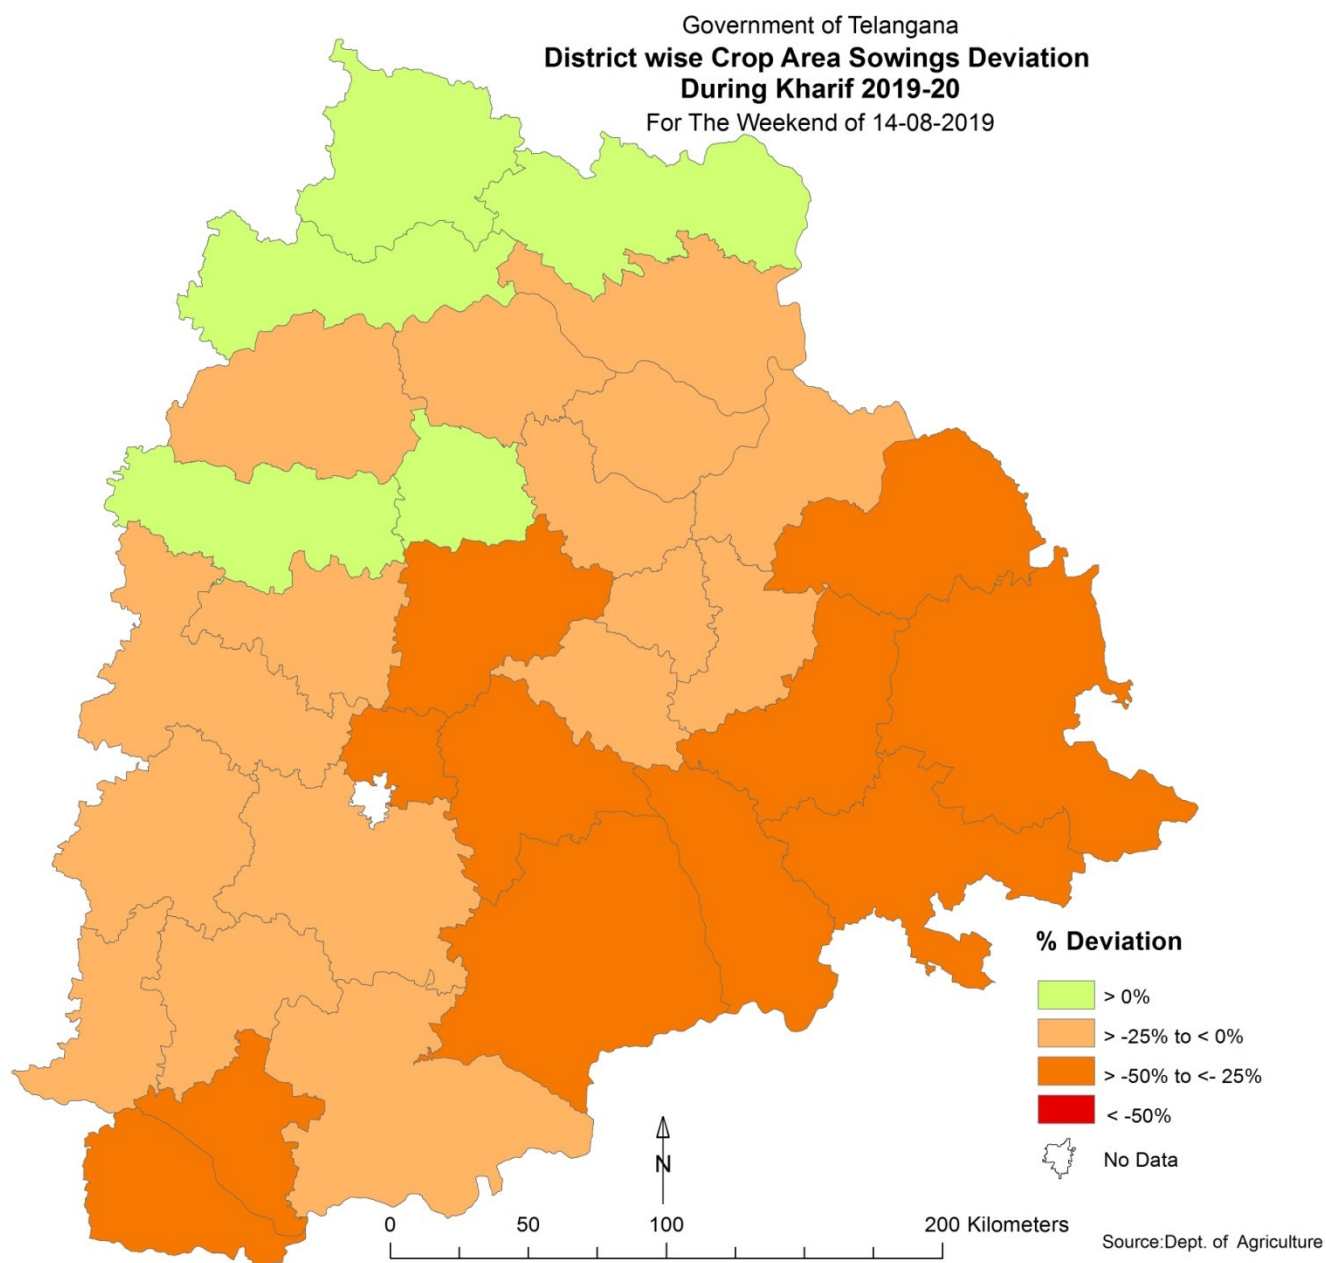 Government of Telangana
District wise Crop Area Sowings Deviation
During Kharif 2019-20
For The Weekend of 14-08-2019
% Deviation
> 0%
> -25% to < 0%
> -50% to <- 25%
< -50%
No Data
N
0 50 100 200 Kilometers
Source:Dept. of Agriculture